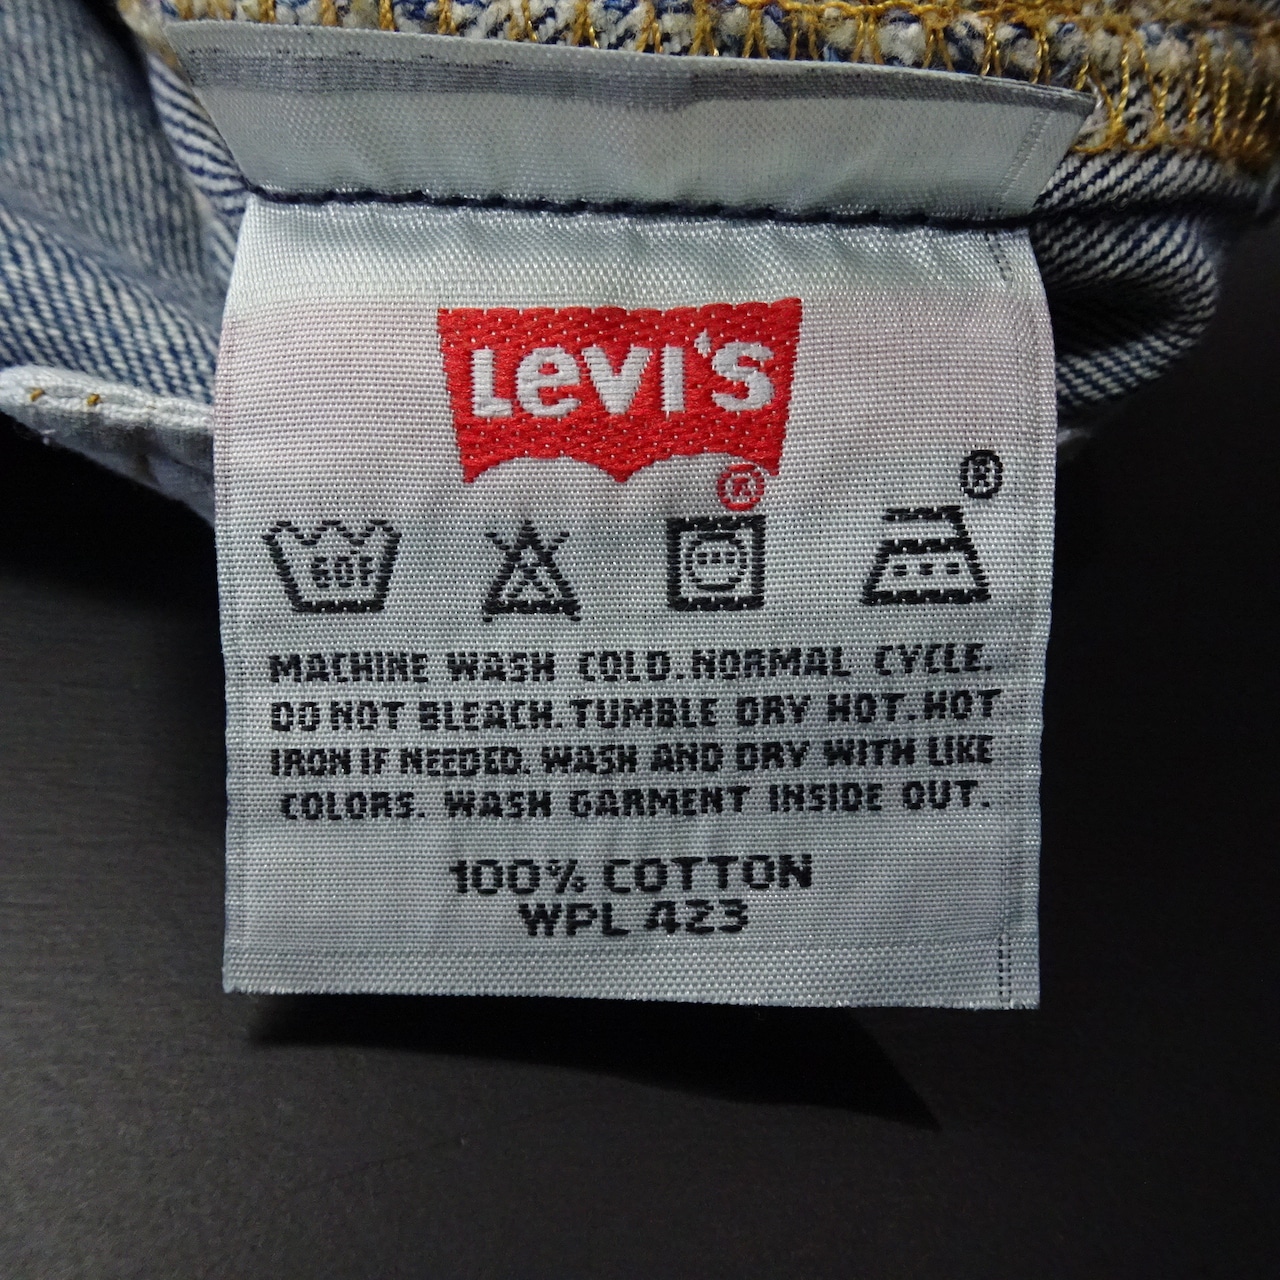 LEVI'S
®
®
80F
MACHINE WASH COLD. NORMAL CYCLE.
DO NOT BLEACH. TUMBLE DRY HOT. HOT
IRON IF NEEDED. WASH AND DRY WITH LIKE
COLORS. WASH GARMENT INSIDE OUT.
100% COTTON
WPL 423